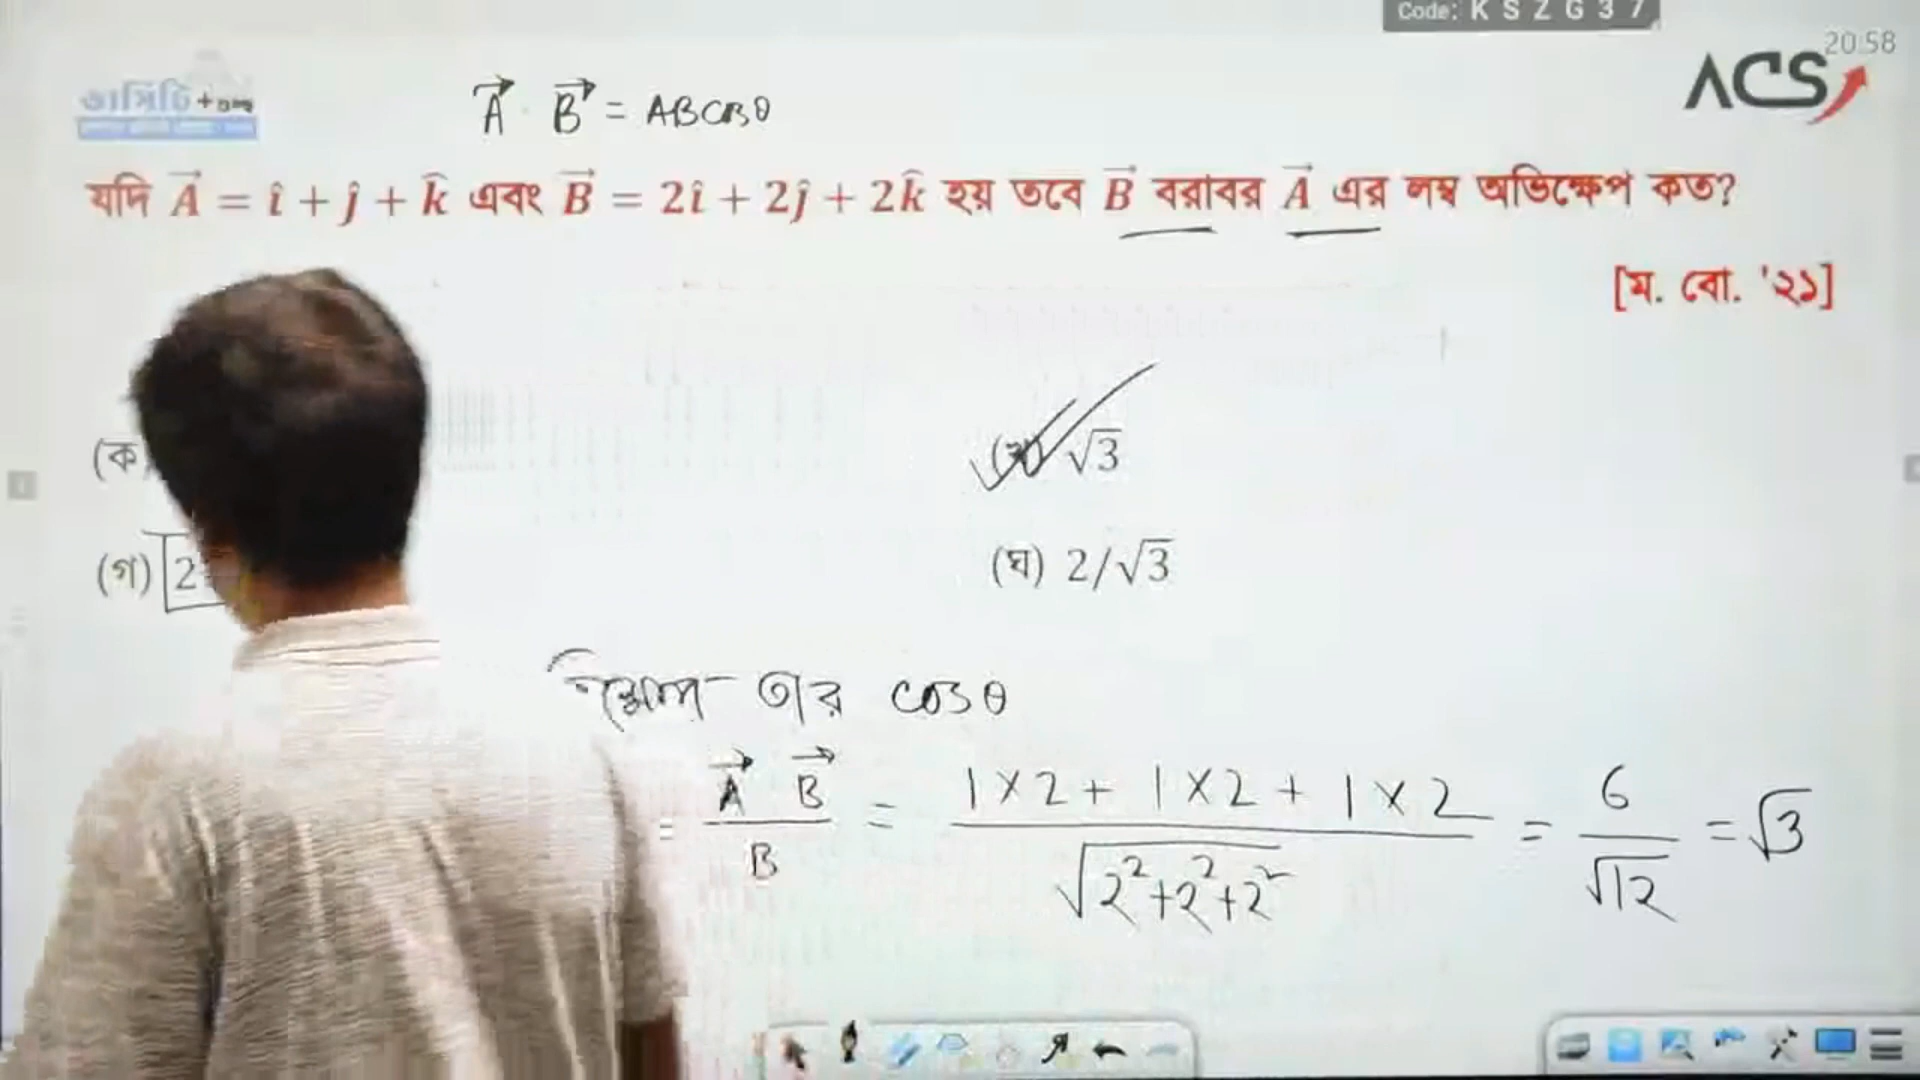 Code: K S Z G 3 7
20:58
ভার্সিটি +
ACS
A⃗ · B⃗ = ABcosθ
যদি A⃗ = î + ĵ + k̂ এবং B⃗ = 2î + 2ĵ + 2k̂ হয় তবে B⃗ বরাবর A⃗ এর লম্ব অভিক্ষেপ কত?
[ম. বো. '২১]
(ক)
√3
(গ) 2
(ঘ) 2/√3
তার cosθ
= A⃗ B⃗ / B = 1×2 + 1×2 + 1×2 / √2²+2²+2² = 6/√12 = √3